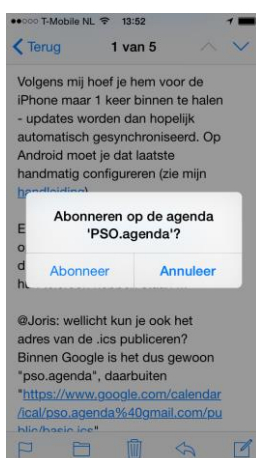 T-Mobile NL 13:52
Terug 1 van 5
Volgens mij hoef je hem voor de
iPhone maar 1 keer binnen te halen
- updates worden dan hopelijk
automatisch gesynchroniseerd. Op
Android moet je dat laatste
handmatig configureren (zie mijn
handleiding)
Abonneren op de agenda
'PSO.agenda'?
Abonneer Annuleer
@Joris: wellicht kun je ook het
adres van de .ics publiceren?
Binnen Google is het dus gewoon
"pso.agenda", daarbuiten
"https://www.google.com/calendar
/ical/pso.agenda%40gmail.com/pu
blic/basic.ics"